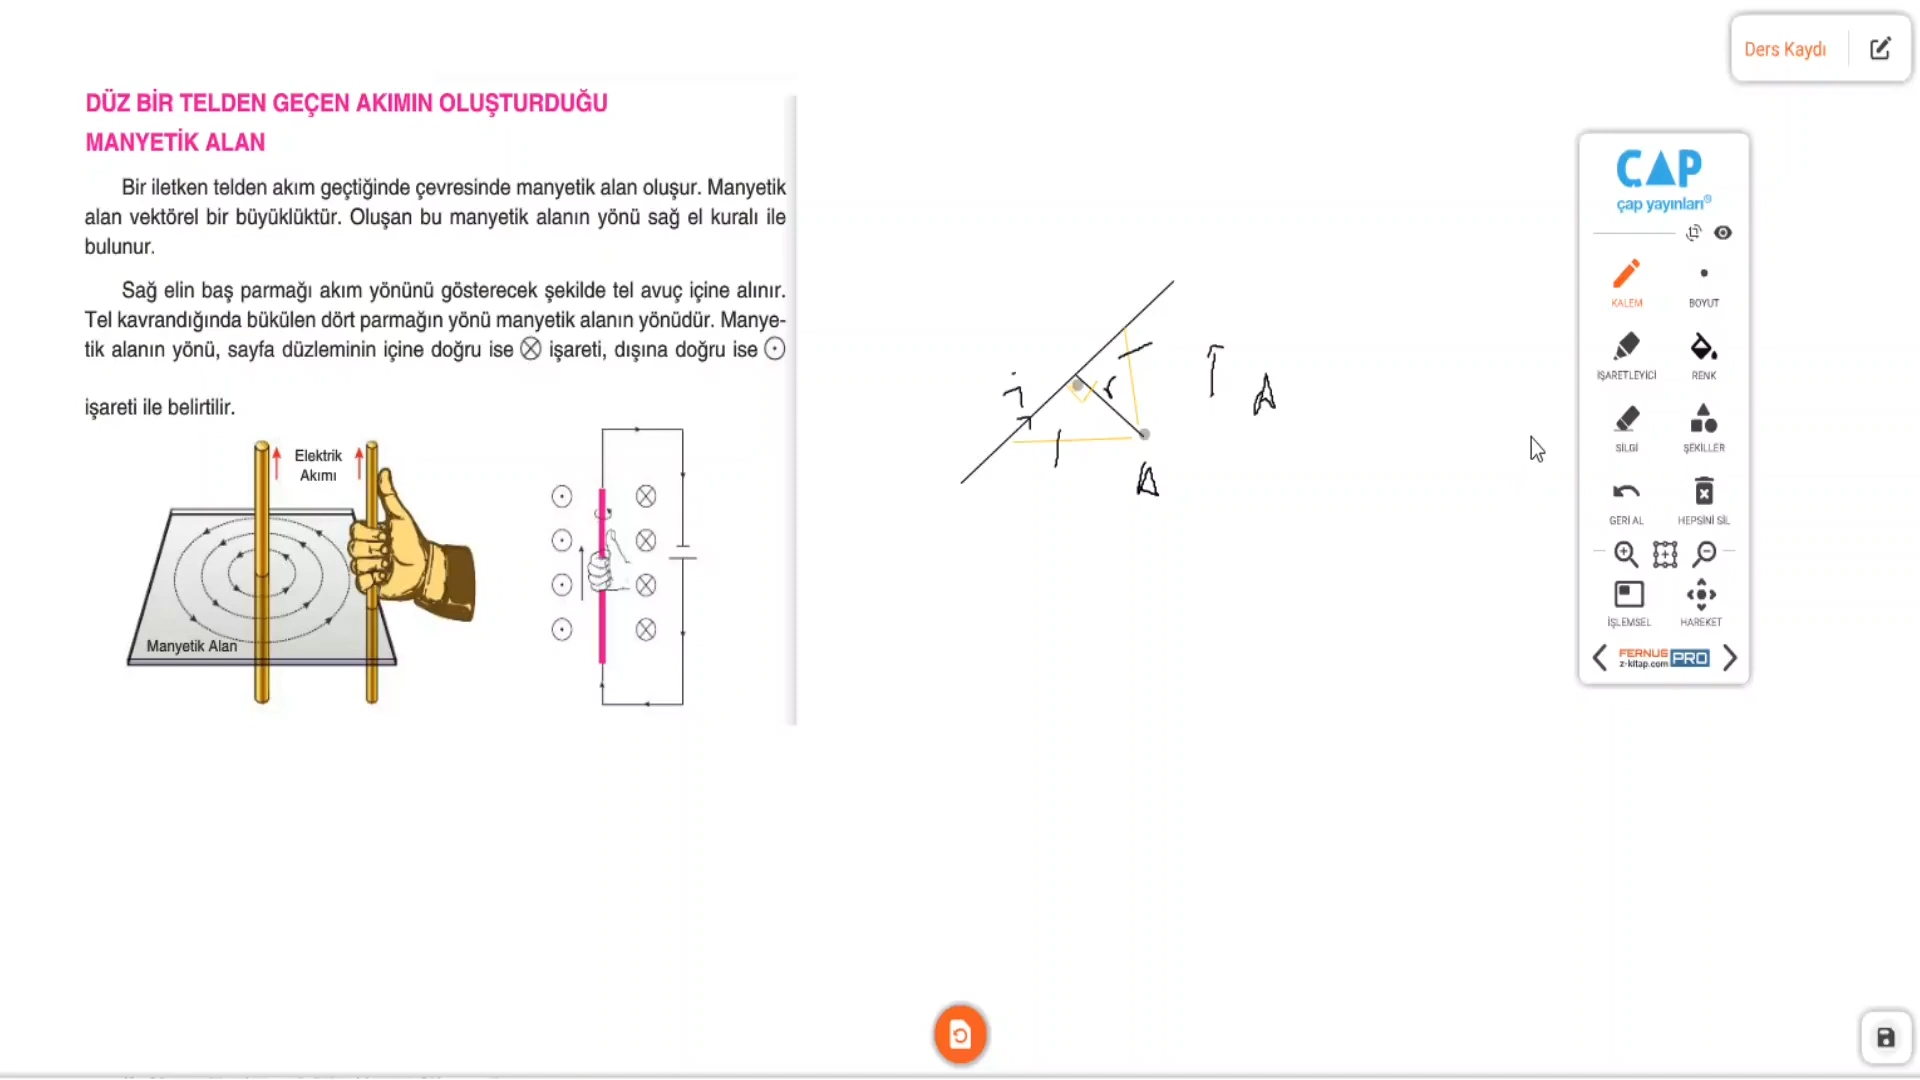 Ders Kaydı
DÜZ BİR TELDEN GEÇEN AKIMIN OLUŞTURDUĞU
MANYETİK ALAN
Bir iletken telden akım geçtiğinde çevresinde manyetik alan oluşur. Manyetik
alan vektörel bir büyüklüktür. Oluşan bu manyetik alanın yönü sağ el kuralı ile
bulunur.
Sağ elin baş parmağı akım yönünü gösterecek şekilde tel avuç içine alınır.
Tel kavrandığında bükülen dört parmağın yönü manyetik alanın yönüdür. Manye-
tik alanın yönü, sayfa düzleminin içine doğru ise ⊗ işareti, dışına doğru ise ⊙
işareti ile belirtilir.
Elektrik
Akımı
Manyetik Alan
i
r
A
A
ÇAP
çap yayınları®
KALEM
BOYUT
İŞARETLEYİCİ
RENK
SİLGİ
ŞEKİLLER
GERİ AL
HEPSİNİ SİL
İŞLEMSEL
HAREKET
FERNUS
z-kitap.com PRO